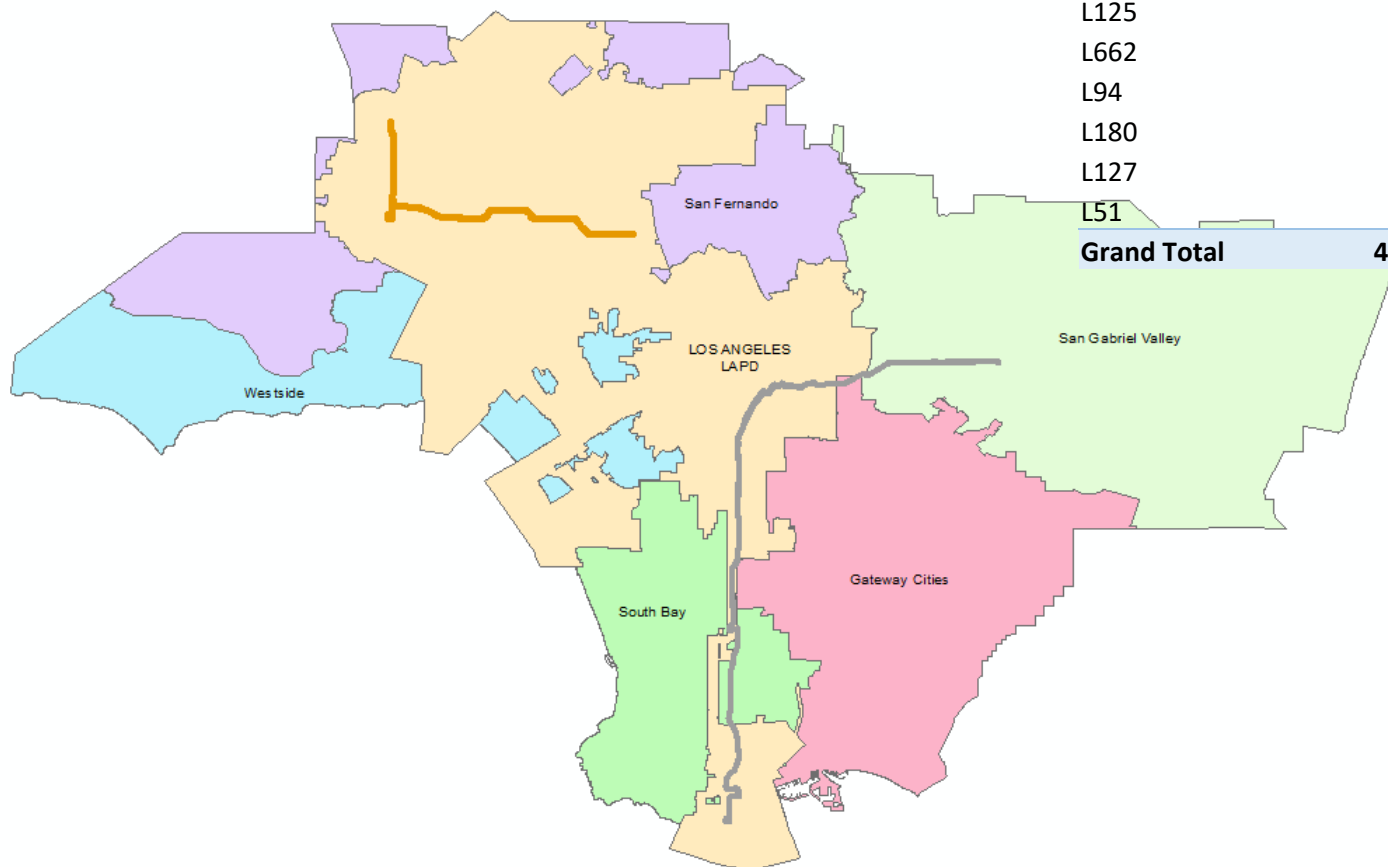 L125
L662
L94
L180
L127
L51
Grand Total 4
San Fernando
San Gabriel Valley
LOS ANGELES
LAPD
Westside
Gateway Cities
South Bay